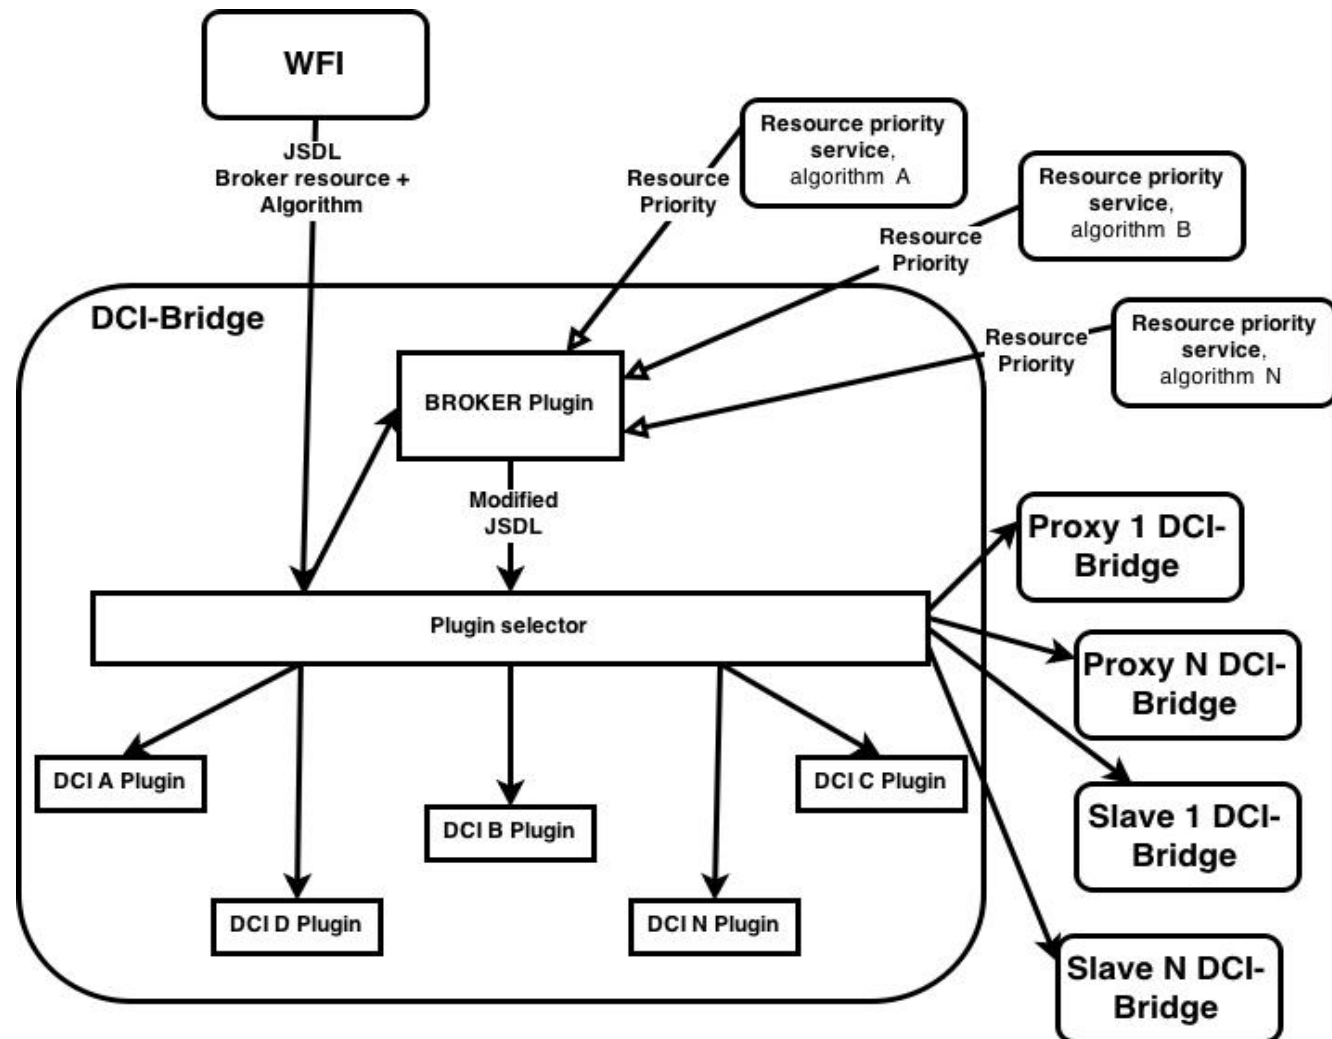 WFI
JSDL
Broker resource +
Algorithm
Resource priority
service,
algorithm A
Resource
Priority
Resource priority
service,
algorithm B
Resource
Priority
Resource priority
service,
algorithm N
Resource
Priority
DCI-Bridge
BROKER Plugin
Modified
JSDL
Plugin selector
Proxy 1 DCI-
Bridge
Proxy N DCI-
Bridge
Slave 1 DCI-
Bridge
Slave N DCI-
Bridge
DCI A Plugin
DCI B Plugin
DCI C Plugin
DCI D Plugin
DCI N Plugin